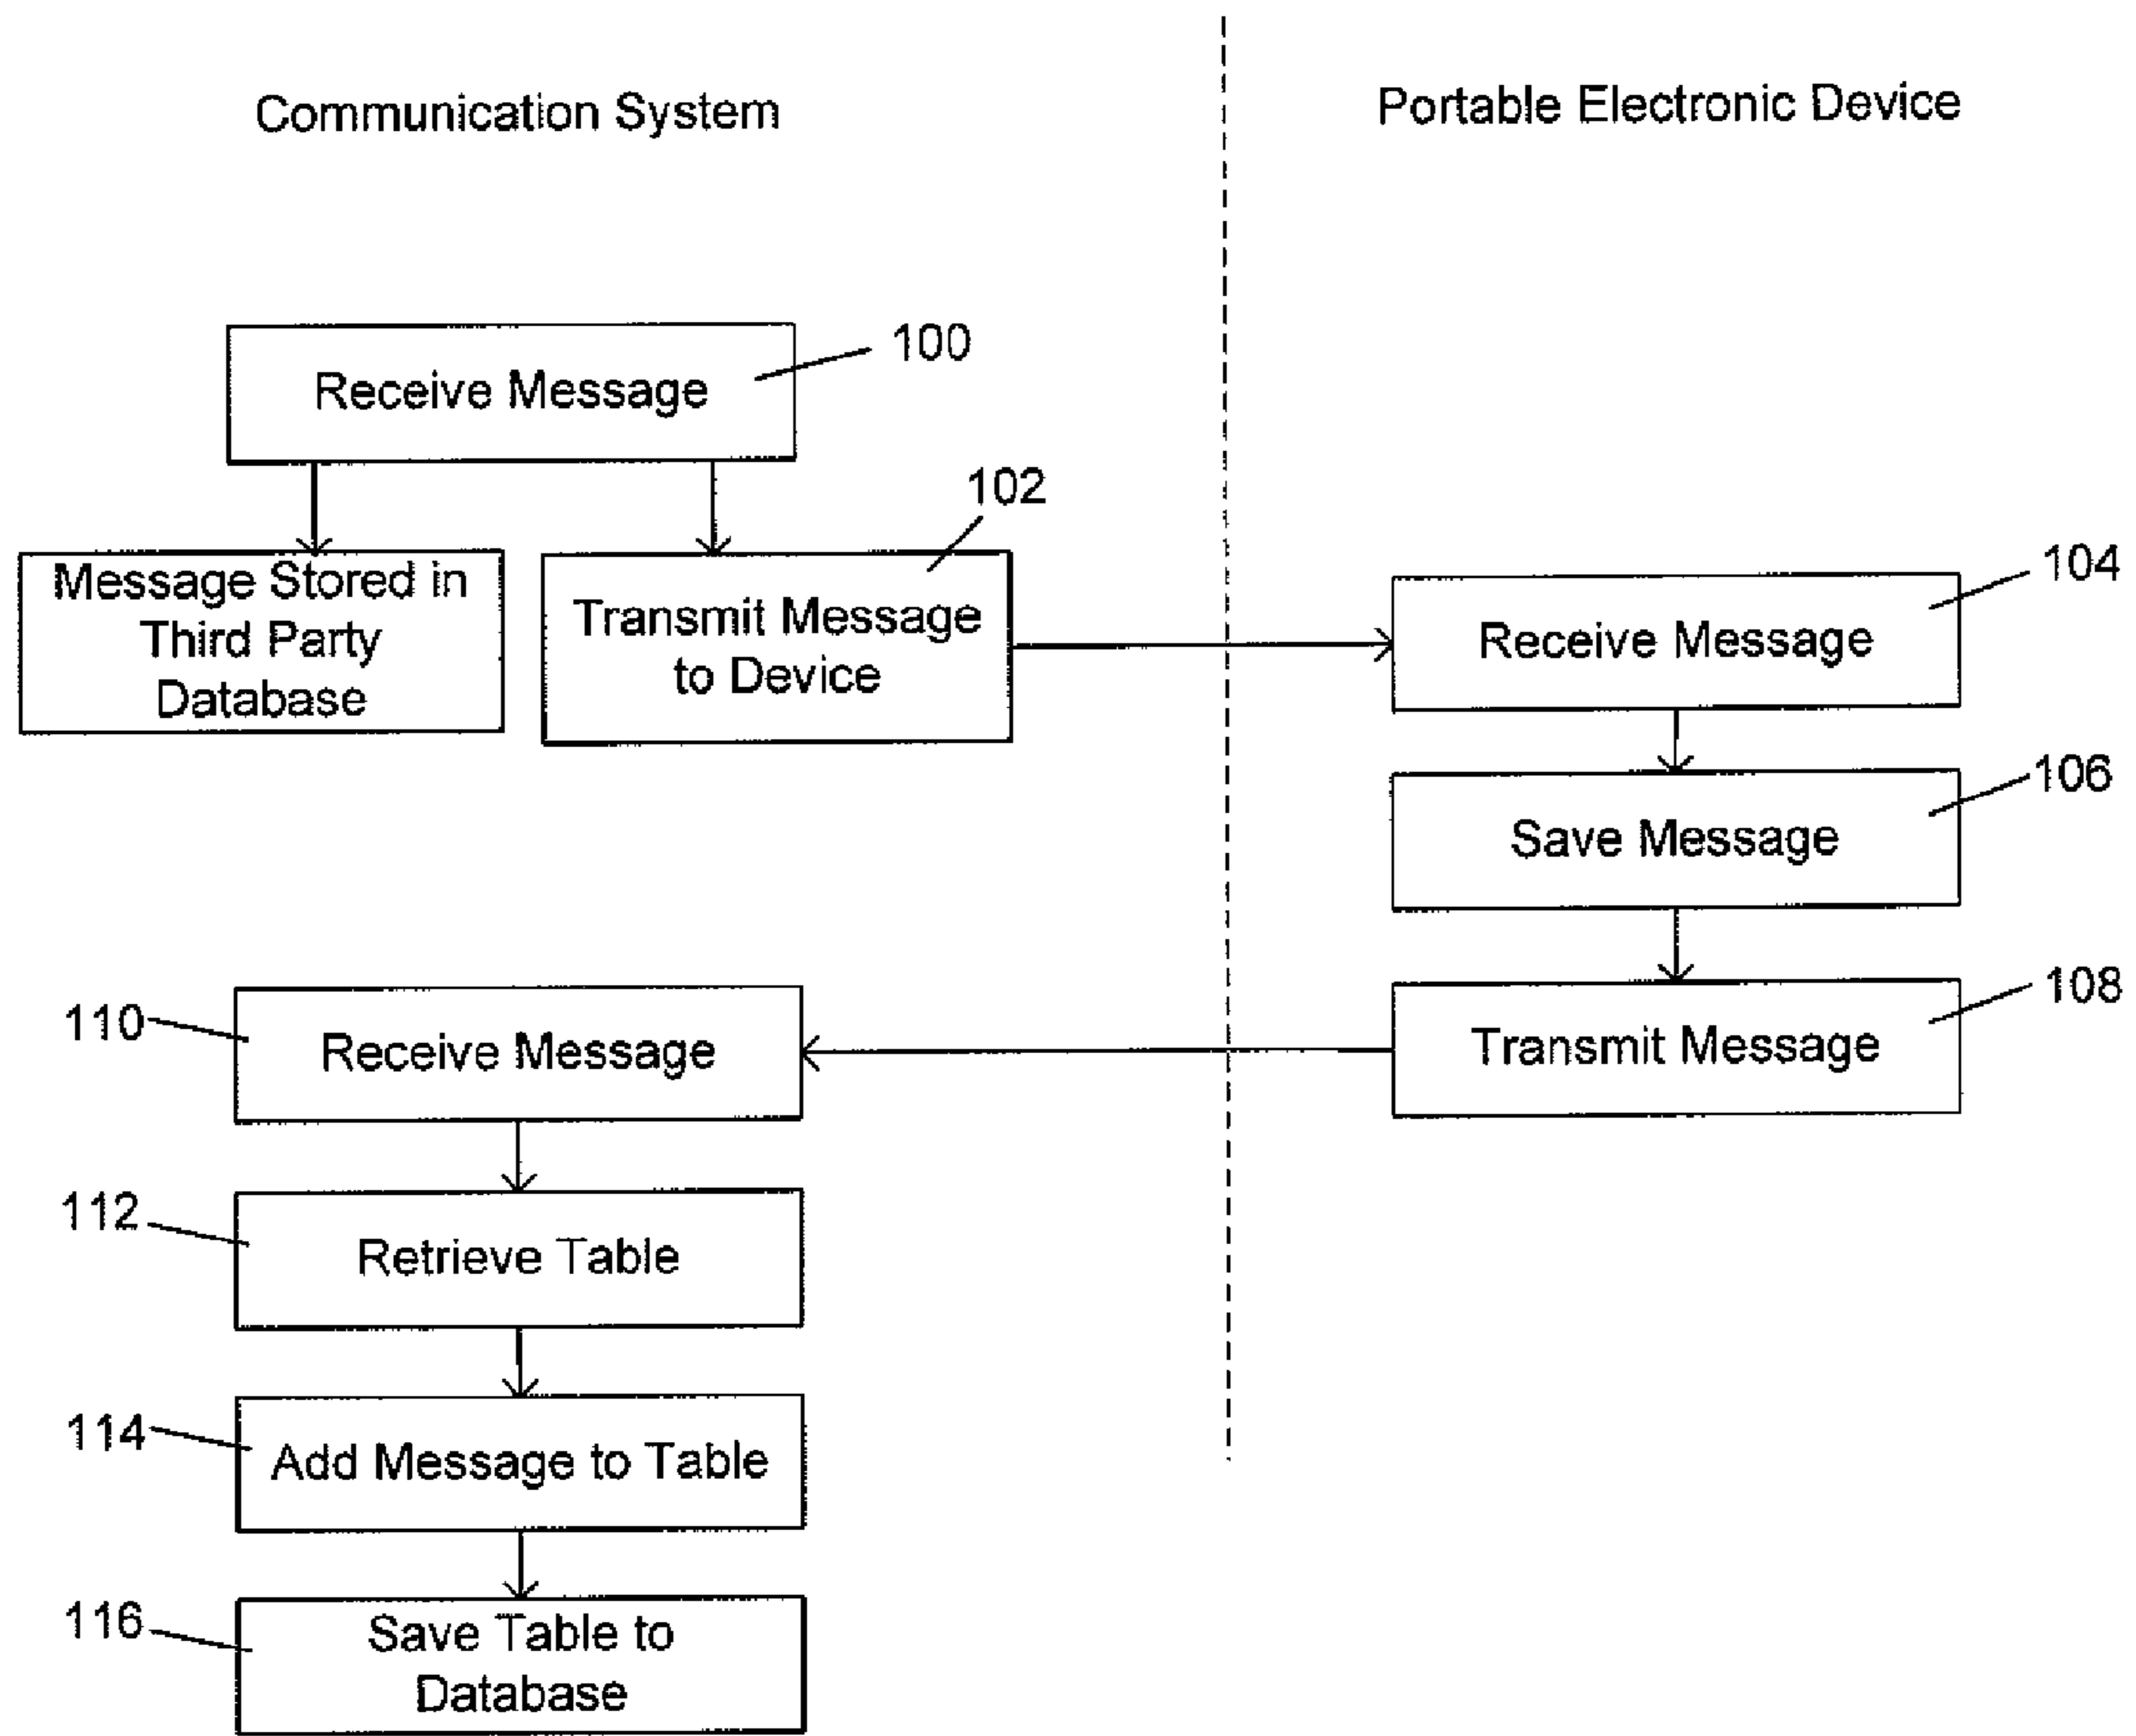 Communication System
Portable Electronic Device
100
Receive Message
102
Message Stored in
Third Party
Database
Transmit Message
to Device
104
Receive Message
106
Save Message
108
Transmit Message
110
Receive Message
112
Retrieve Table
114
Add Message to Table
116
Save Table to
Database